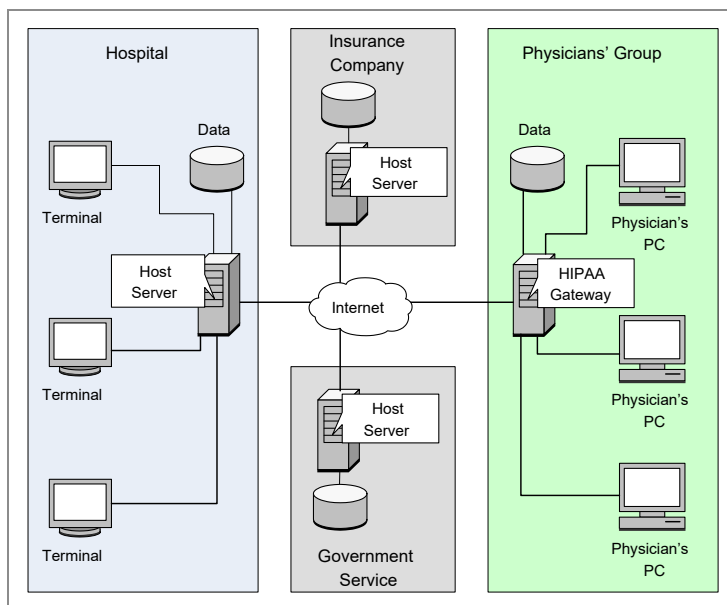 Hospital
Data
Terminal
Host
Server
Terminal
Terminal
Insurance
Company
Host
Server
Internet
Host
Server
Government
Service
Physicians' Group
Data
Physician's
PC
HIPAA
Gateway
Physician's
PC
Physician's
PC